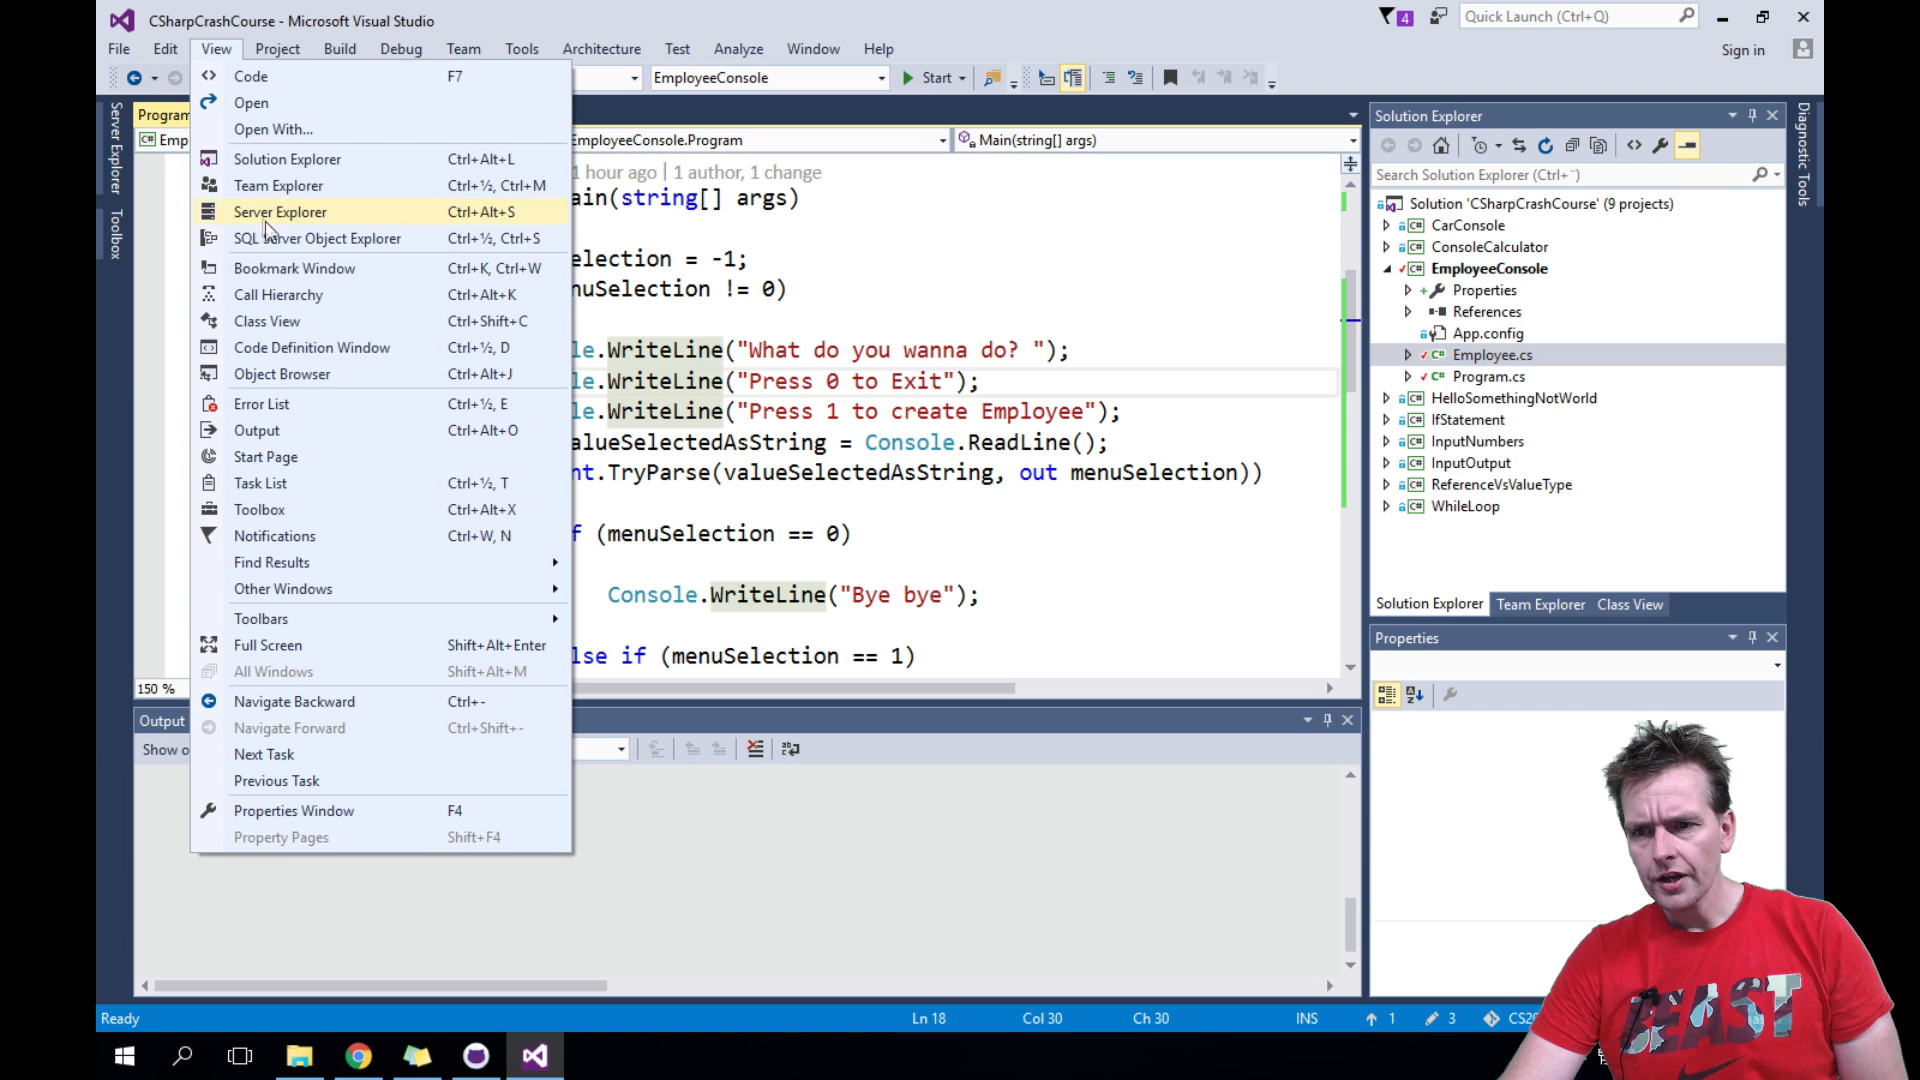 CSharpCrashCourse - Microsoft Visual Studio
4
Quick Launch (Ctrl+Q)
File Edit View Project Build Debug Team Tools Architecture Test Analyze Window Help
Sign in
EmployeeConsole
Start
Code F7
Open
Open With...
Solution Explorer Ctrl+Alt+L
Team Explorer Ctrl+½, Ctrl+M
Server Explorer Ctrl+Alt+S
SQL Server Object Explorer Ctrl+½, Ctrl+S
Bookmark Window Ctrl+K, Ctrl+W
Call Hierarchy Ctrl+Alt+K
Class View Ctrl+Shift+C
Code Definition Window Ctrl+½, D
Object Browser Ctrl+Alt+J
Error List Ctrl+½, E
Output Ctrl+Alt+O
Start Page
Task List Ctrl+½, T
Toolbox Ctrl+Alt+X
Notifications Ctrl+W, N
Find Results
Other Windows
Toolbars
Full Screen Shift+Alt+Enter
All Windows Shift+Alt+M
Navigate Backward Ctrl+-
Navigate Forward Ctrl+Shift+-
Next Task
Previous Task
Properties Window F4
Property Pages Shift+F4
Server Explorer
Toolbox
Program
C# Emp
EmployeeConsole.Program
Main(string[] args)
1 hour ago | 1 author, 1 change
ain(string[] args)
election = -1;
nuSelection != 0)
le.WriteLine("What do you wanna do? ");
le.WriteLine("Press 0 to Exit");
le.WriteLine("Press 1 to create Employee");
alueSelectedAsString = Console.ReadLine();
nt.TryParse(valueSelectedAsString, out menuSelection))
f (menuSelection == 0)
Console.WriteLine("Bye bye");
lse if (menuSelection == 1)
150 %
Output
Show o
Solution Explorer
Search Solution Explorer (Ctrl+¨)
Solution 'CSharpCrashCourse' (9 projects)
C# CarConsole
C# ConsoleCalculator
C# EmployeeConsole
Properties
References
App.config
C# Employee.cs
C# Program.cs
C# HelloSomethingNotWorld
C# IfStatement
C# InputNumbers
C# InputOutput
C# ReferenceVsValueType
C# WhileLoop
Solution Explorer Team Explorer Class View
Properties
Diagnostic Tools
BEAST
Ready
Ln 18
Col 30
Ch 30
INS
1
3
CS20